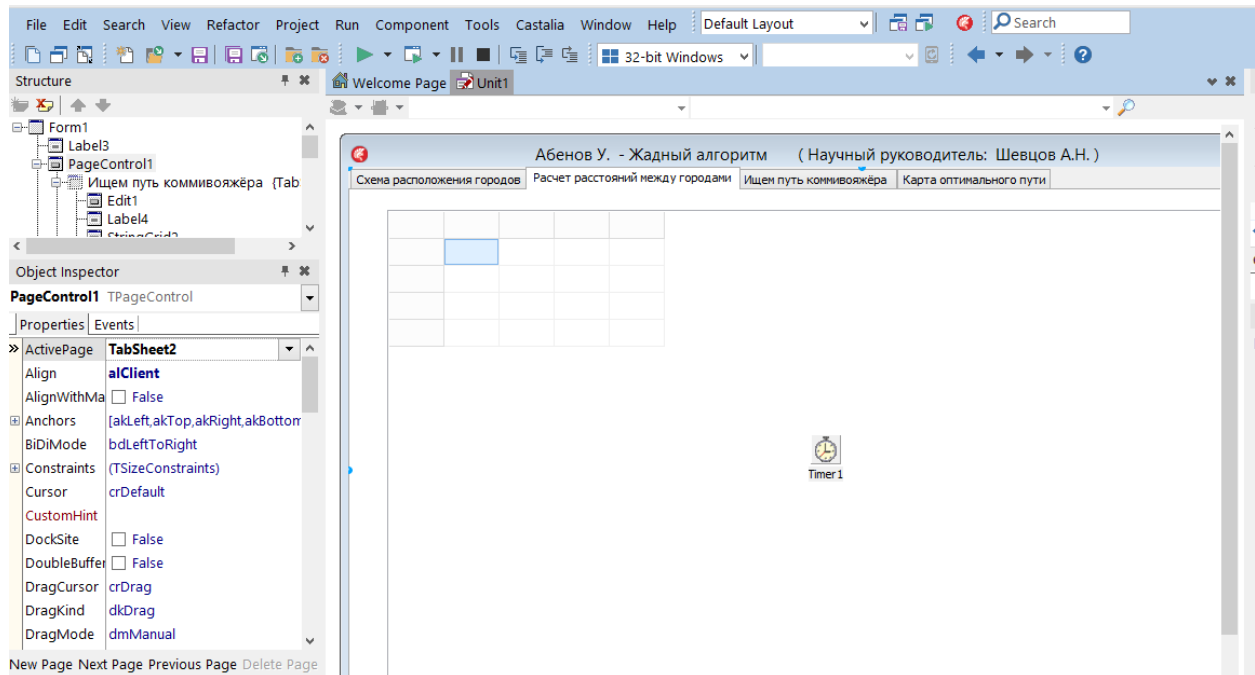 File Edit Search View Refactor Project Run Component Tools Castalia Window Help Default Layout Search
32-bit Windows
Structure
Welcome Page Unit1
Form1
Label3
PageControl1
Ищем путь коммивояжёра {Tab
Edit1
Label4
StringGrid2
Абенов У. - Жадный алгоритм (Научный руководитель: Шевцов А.Н. )
Схема расположения городов Расчет расстояний между городами Ищем путь коммивояжёра Карта оптимального пути
Timer1
Object Inspector
PageControl1 TPageControl
Properties Events
ActivePage TabSheet2
Align alClient
AlignWithMa False
Anchors [akLeft,akTop,akRight,akBottom
BiDiMode bdLeftToRight
Constraints (TSizeConstraints)
Cursor crDefault
CustomHint
DockSite False
DoubleBuffer False
DragCursor crDrag
DragKind dkDrag
DragMode dmManual
New Page Next Page Previous Page Delete Page